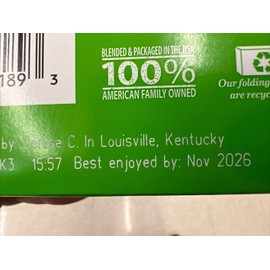 BLENDED & PACKAGED IN THE USA
100%
AMERICAN FAMILY OWNED
189 3
Our folding
are recyc
by: C. In Louisville, Kentucky
K3 15:57 Best enjoyed by: Nov 2026